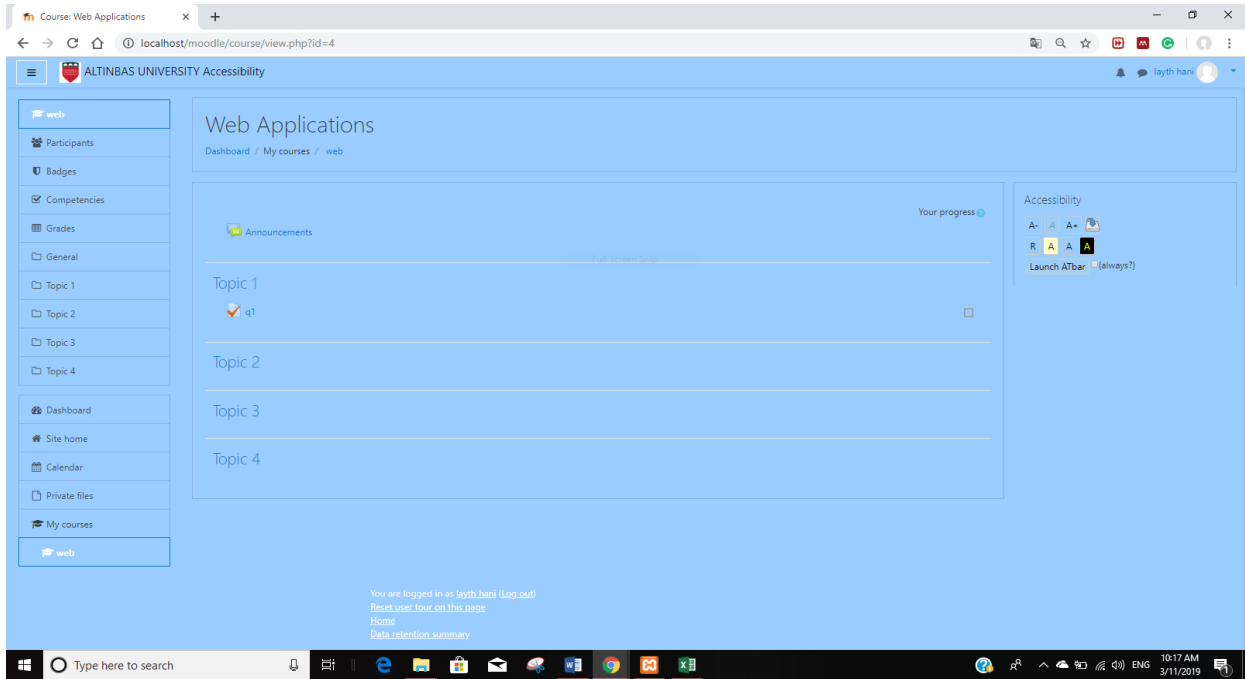 Course: Web Applications
localhost/moodle/course/view.php?id=4
ALTINBAS UNIVERSITY Accessibility
layth hani
web
Participants
Badges
Competencies
Grades
General
Topic 1
Topic 2
Topic 3
Topic 4
Dashboard
Site home
Calendar
Private files
My courses
web
Web Applications
Dashboard / My courses / web
Your progress
Announcements
Full-screen Snip
Topic 1
q1
Topic 2
Topic 3
Topic 4
Accessibility
A- A A+
R A A A
Launch ATbar (always?)
You are logged in as layth hani (Log out)
Reset user tour on this page
Home
Data retention summary
Type here to search
ENG
10:17 AM
3/11/2019